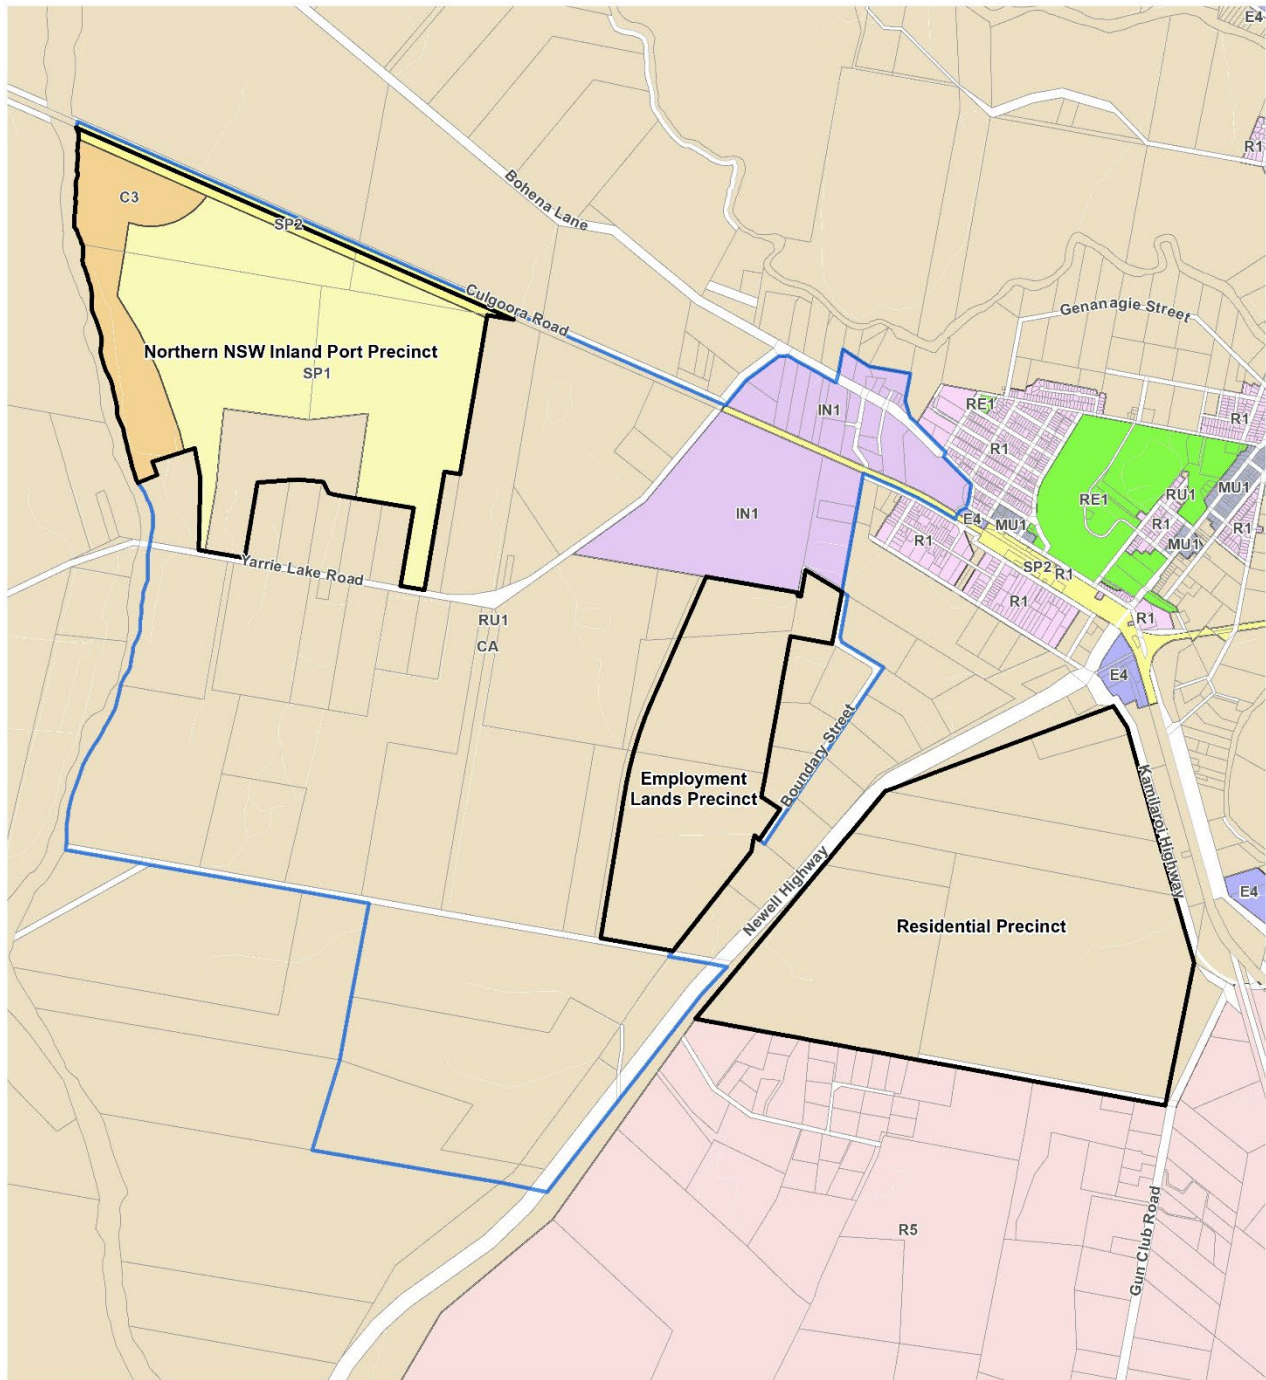 E4
R1
C3
Bohena Lane
SP2
Culgoora Road
Genanagie Street
Northern NSW Inland Port Precinct
SP1
IN1
RE1
R1
R1
RE1
RU1
MU1
R1
R1
MU1
IN1
E4
MU1
R1
SP2
R1
R1
R1
Yarrie Lake Road
RU1
CA
E4
Employment
Lands Precinct
Boundary Street
Kamilaroi Highway
Newell Highway
E4
Residential Precinct
R5
Gun Club Road